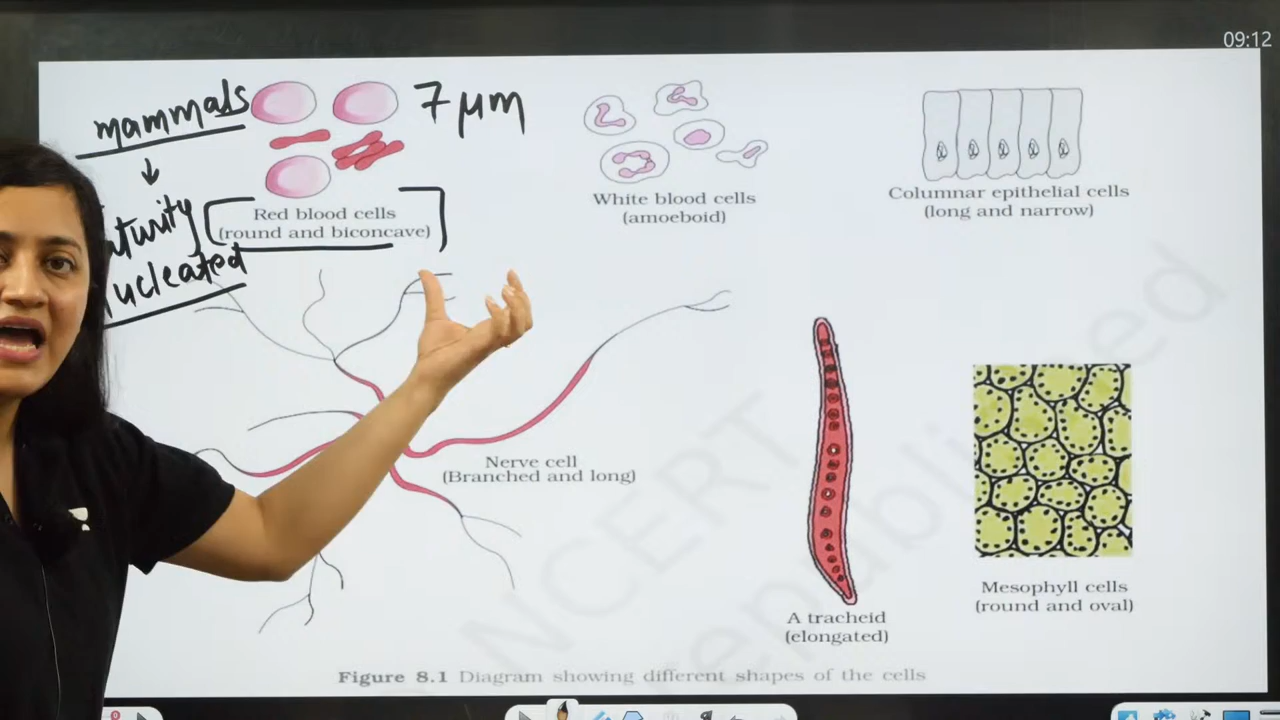 09:12
mammals
7 μm
Red blood cells
(round and biconcave)
White blood cells
(amoeboid)
Columnar epithelial cells
(long and narrow)
Nerve cell
(Branched and long)
A tracheid
(elongated)
Mesophyll cells
(round and oval)
Figure 8.1 Diagram showing different shapes of the cells